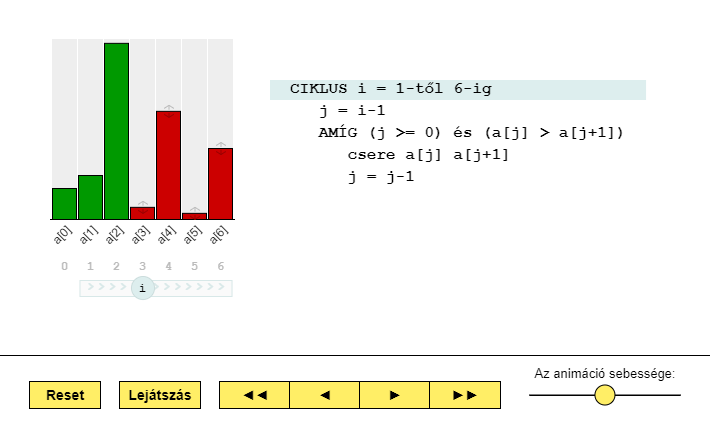 CIKLUS i = 1-től 6-ig
j = i-1
AMÍG (j >= 0) és (a[j] > a[j+1])
csere a[j] a[j+1]
j = j-1
a[0] a[1] a[2] a[3] a[4] a[5] a[6]
0 1 2 3 4 5 6
i
Az animáció sebessége:
Reset Lejátszás